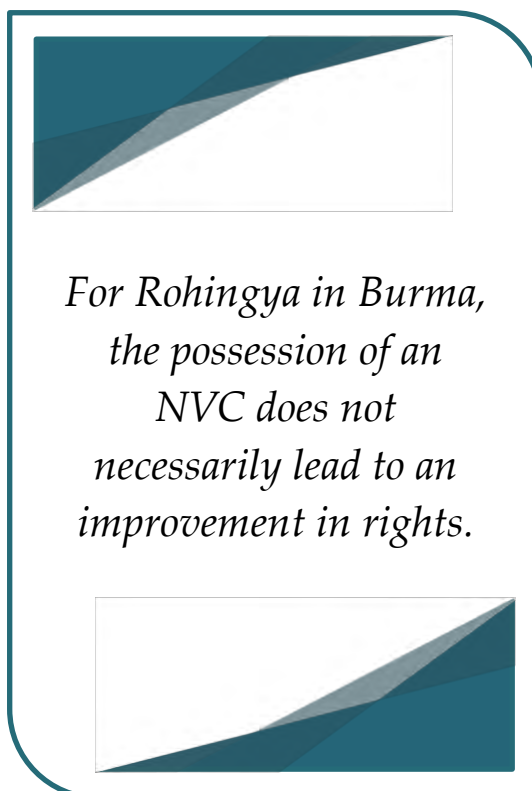 For Rohingya in Burma,
the possession of an
NVC does not
necessarily lead to an
improvement in rights.